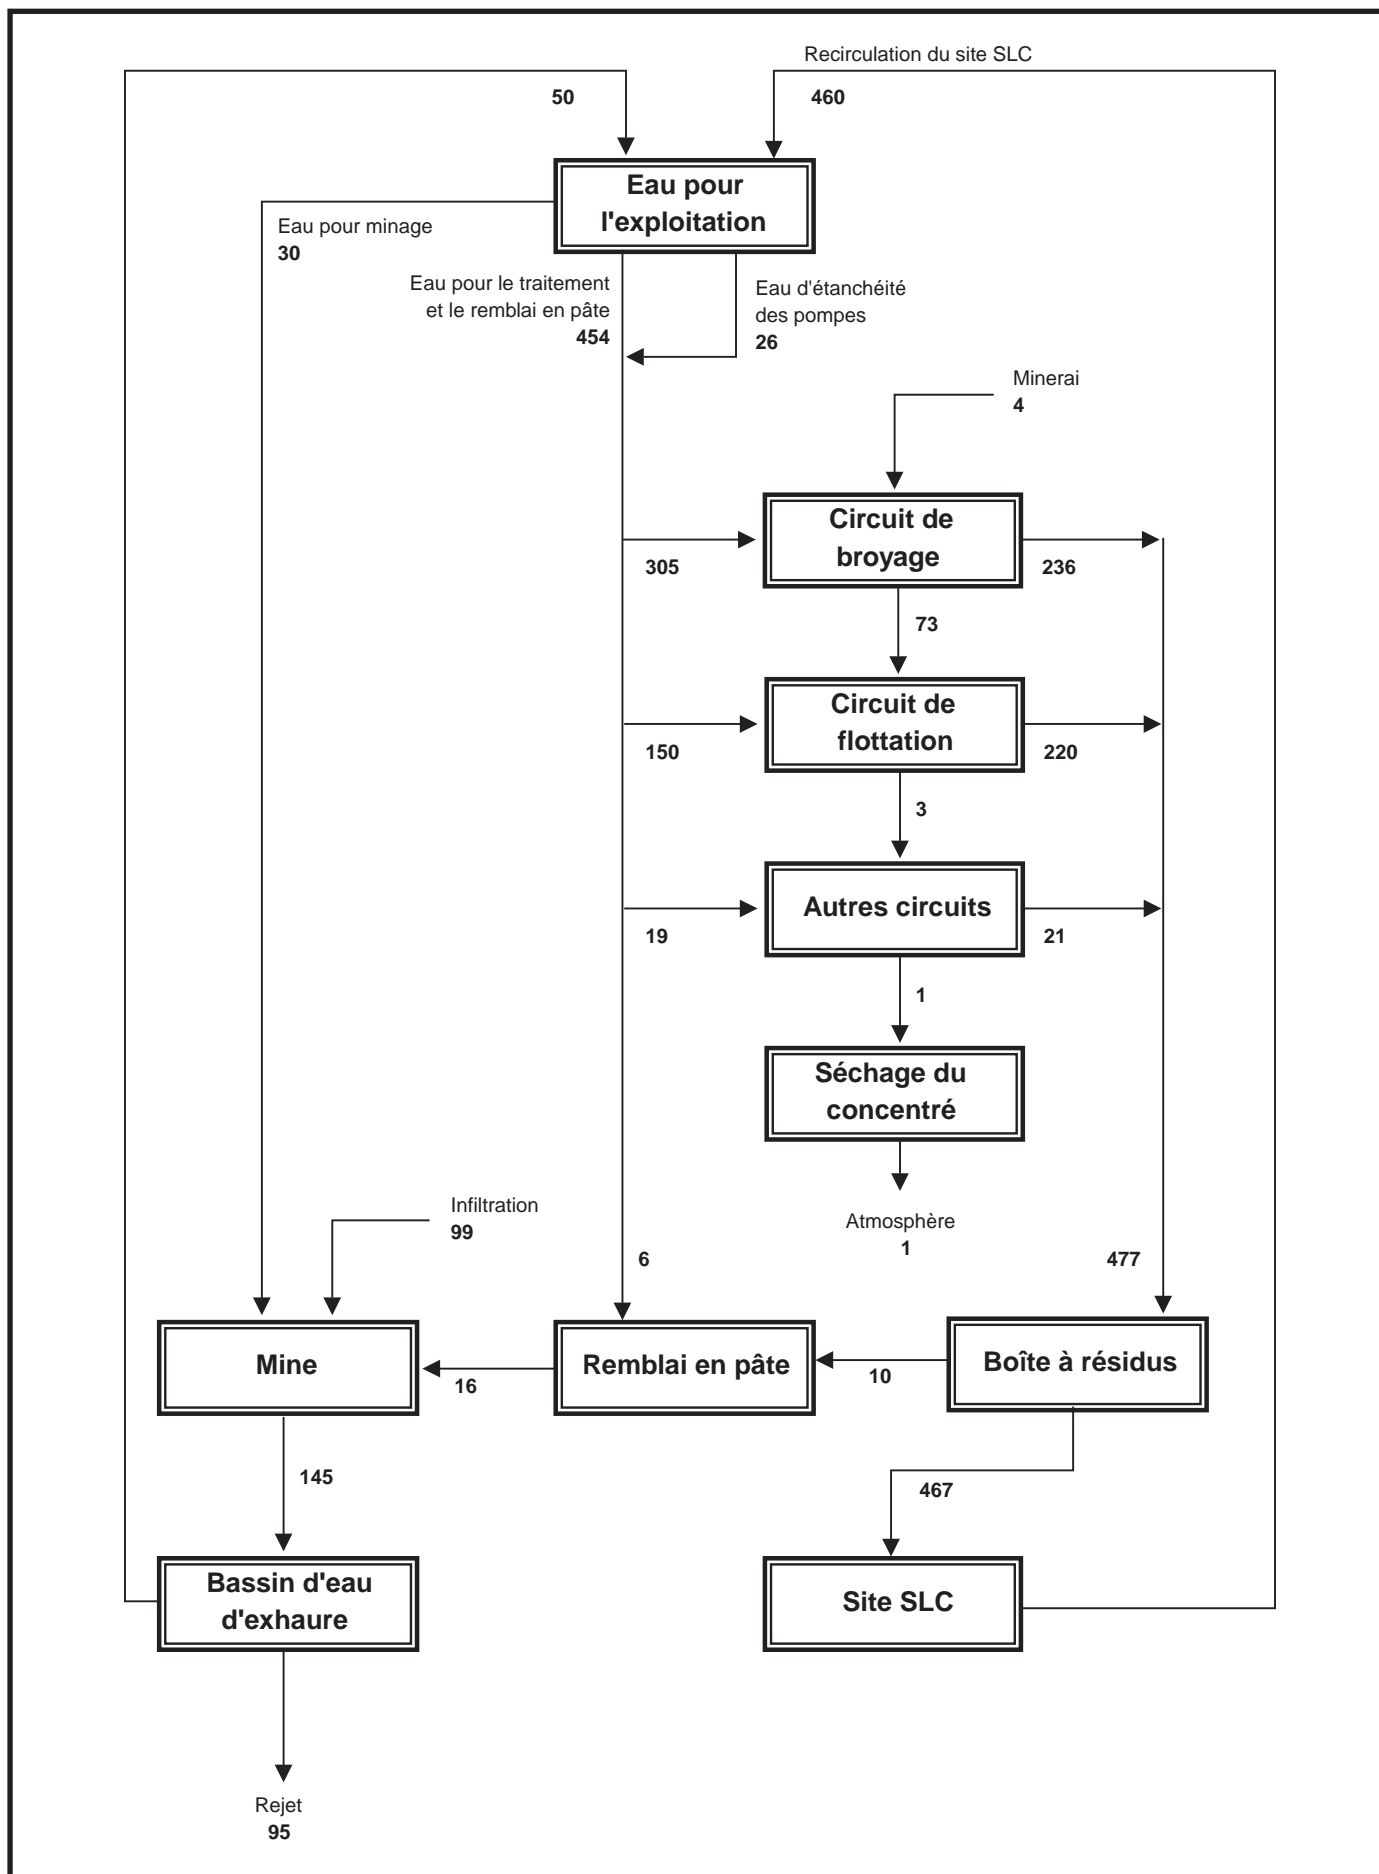 Recirculation du site SLC
50
460
Eau pour
l'exploitation
Eau pour minage
30
Eau pour le traitement
et le remblai en pâte
454
Eau d'étanchéité
des pompes
26
Minerai
4
Circuit de
broyage
305
236
73
Circuit de
flottation
150
220
3
Autres circuits
19
21
1
Séchage du
concentré
Infiltration
99
Atmosphère
1
6
477
Mine
Remblai en pâte
Boîte à résidus
16
10
145
467
Bassin d'eau
d'exhaure
Site SLC
Rejet
95